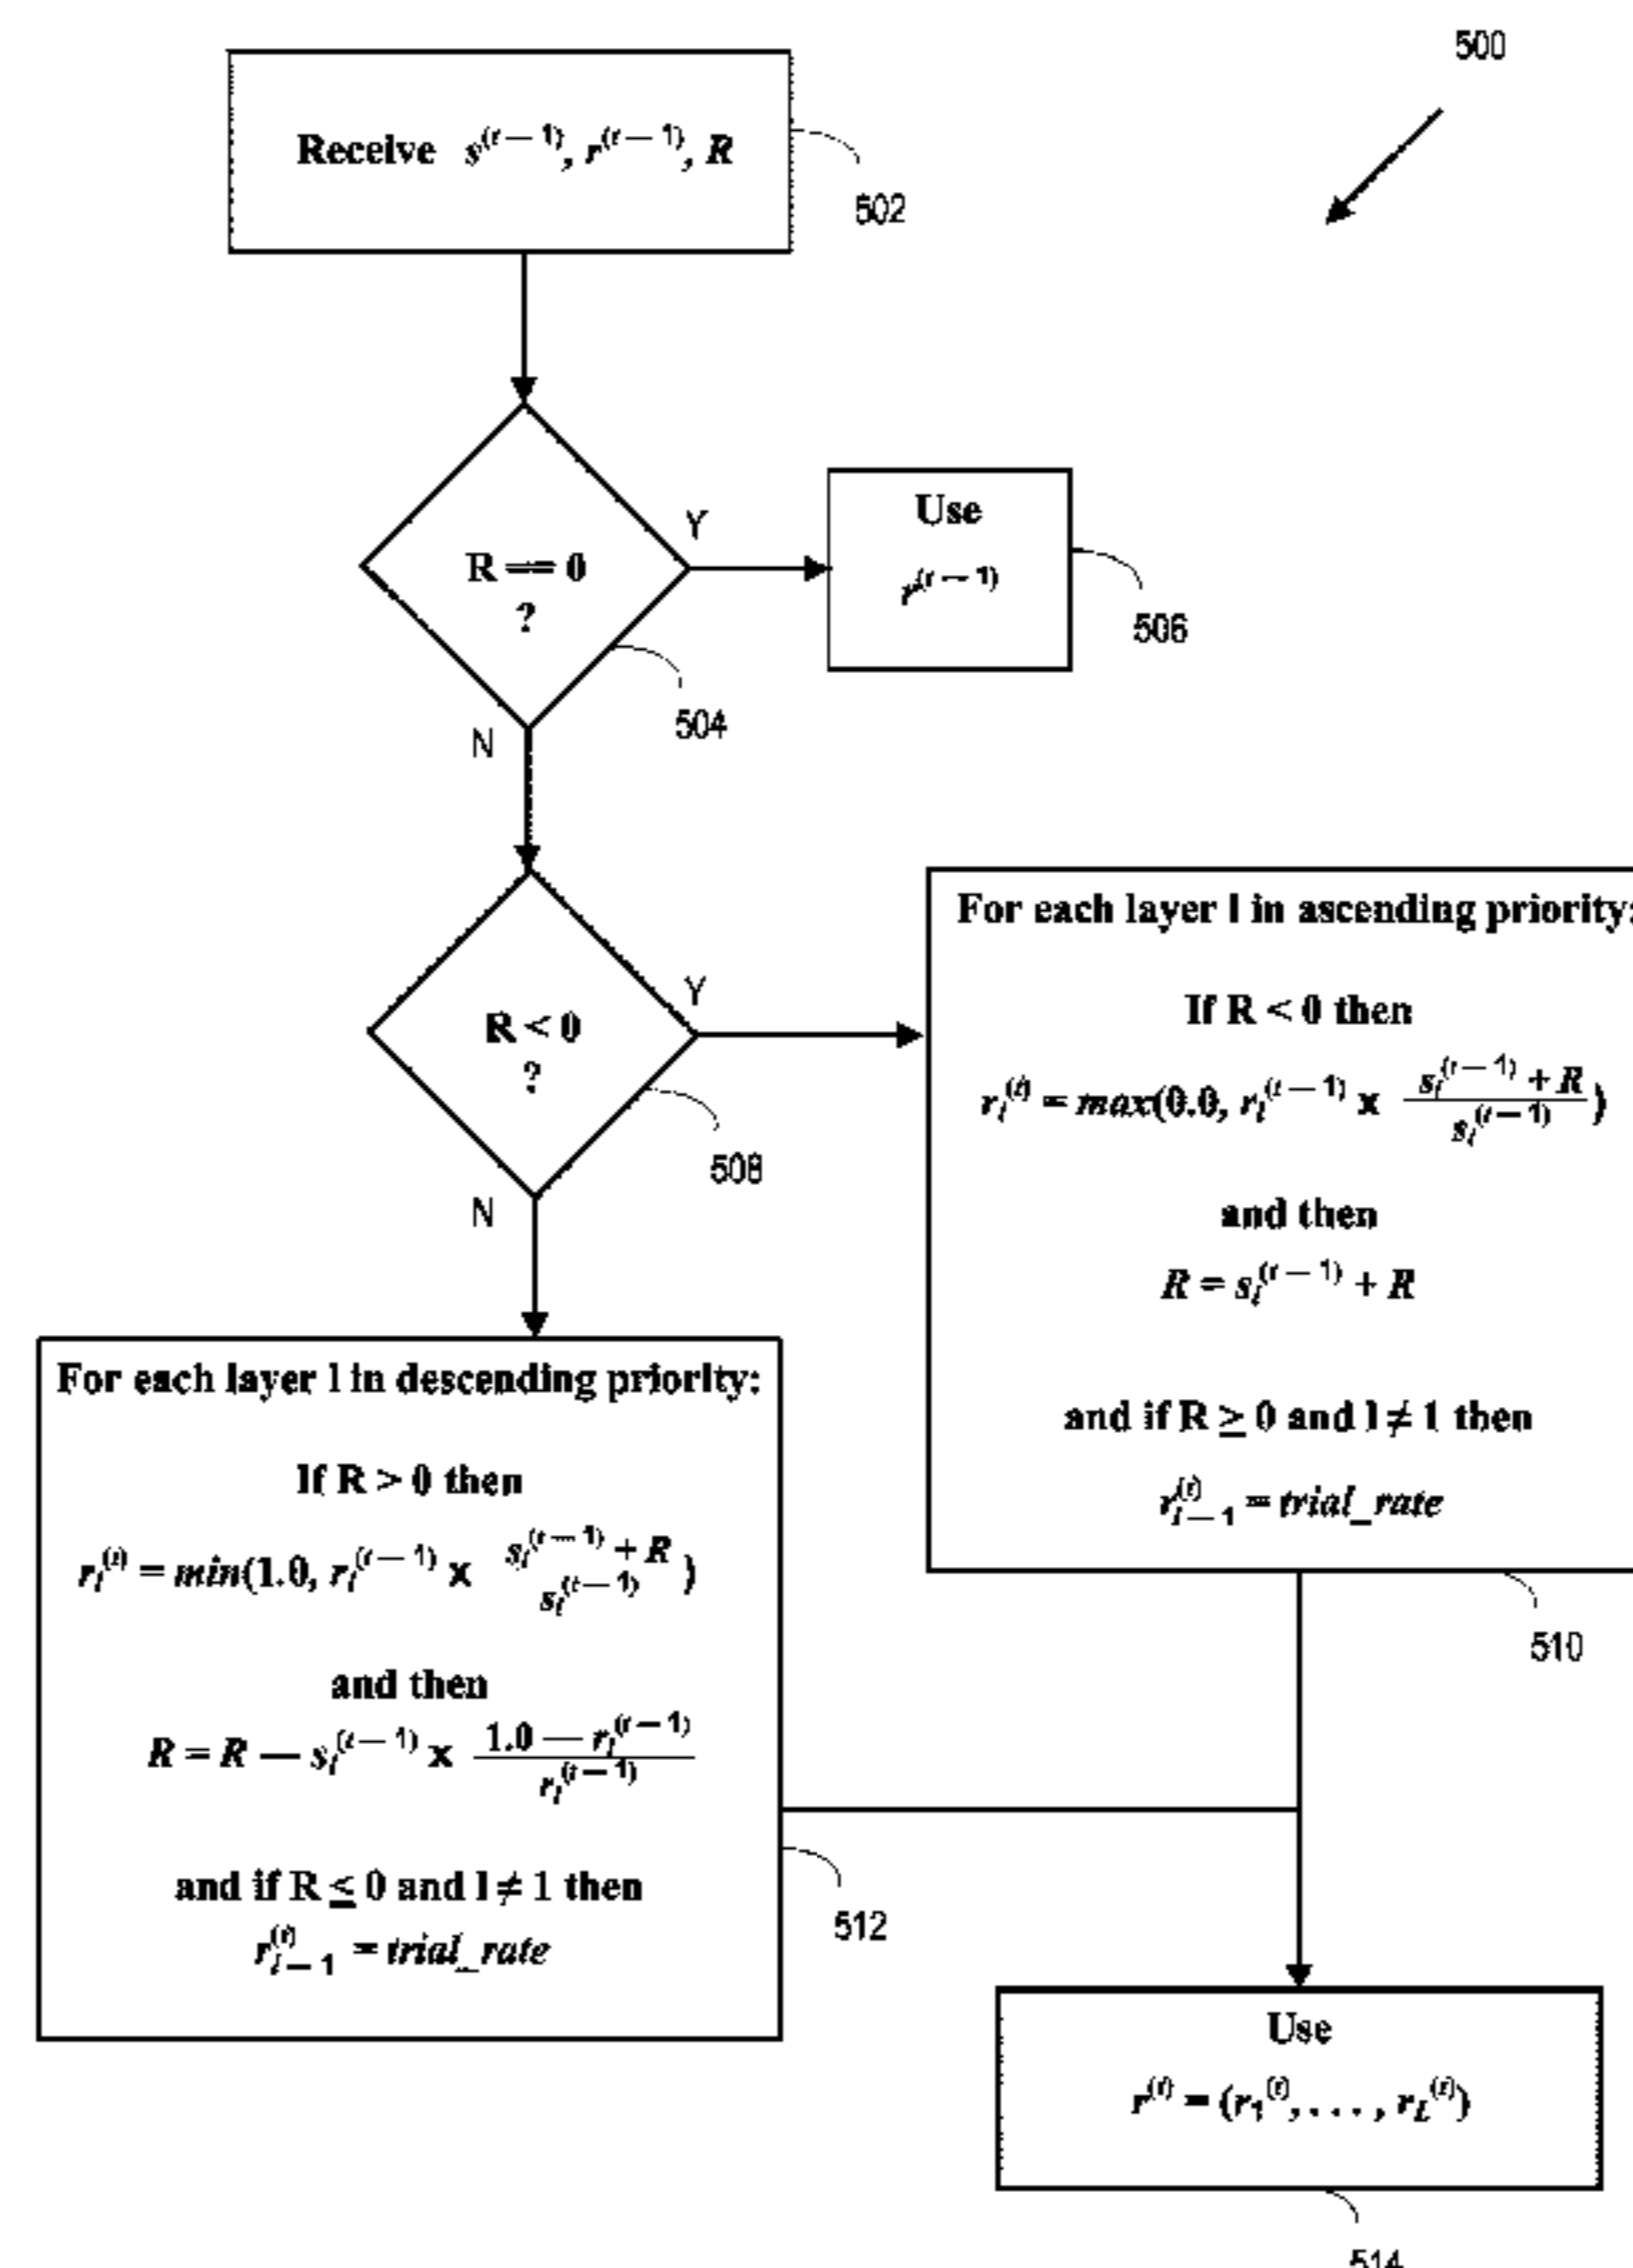 500
Receive s^(t — 1), r^(t — 1), R
502
R == 0
?
Y
N
504
Use
r^(t — 1)
506
R < 0
?
Y
N
508
For each layer l in ascending priority:
If R < 0 then
r_l^(t) = max(0.0, r_l^(t — 1) x (s_l^(t — 1) + R) / s_l^(t — 1))
and then
R = s_l^(t — 1) + R
and if R ≥ 0 and l ≠ 1 then
r_l — 1^(t) = trial_rate
510
For each layer l in descending priority:
If R > 0 then
r_l^(t) = min(1.0, r_l^(t — 1) x (s_l^(t — 1) + R) / s_l^(t — 1))
and then
R = R — s_l^(t — 1) x (1.0 — r_l^(t — 1)) / r_l^(t — 1)
and if R ≤ 0 and l ≠ 1 then
r_l — 1^(t) = trial_rate
512
Use
r^(t) = (r_1^(t), . . . , r_L^(t))
514